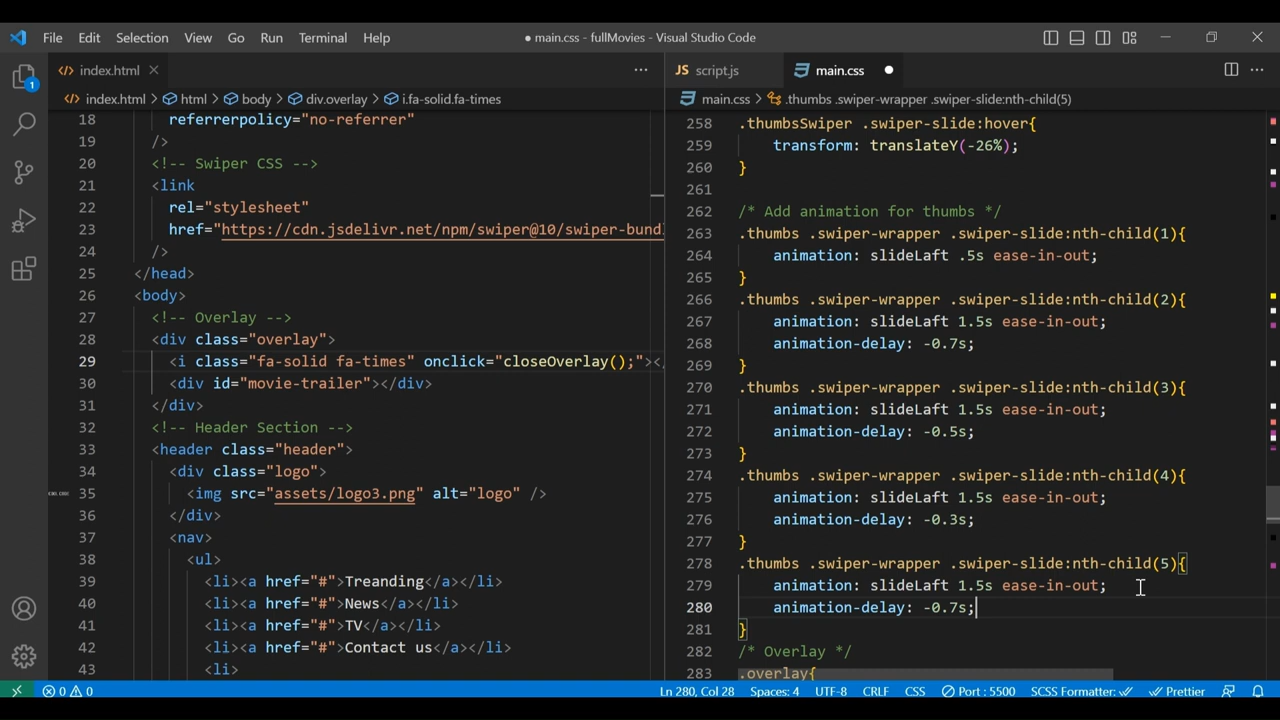 File Edit Selection View Go Run Terminal Help ● main.css - fullMovies - Visual Studio Code
index.html
script.js main.css
index.html > html > body > div.overlay > i.fa-solid.fa-times
main.css > .thumbs .swiper-wrapper .swiper-slide:nth-child(5)
1
18 referrerpolicy="no-referrer"
19 />
20 <!-- Swiper CSS -->
21 <link
22 rel="stylesheet"
23 href="https://cdn.jsdelivr.net/npm/swiper@10/swiper-bundl
24 />
25 </head>
26 <body>
27 <!-- Overlay -->
28 <div class="overlay">
29 <i class="fa-solid fa-times" onclick="closeOverlay();"></
30 <div id="movie-trailer"></div>
31 </div>
32 <!-- Header Section -->
33 <header class="header">
34 <div class="logo">
35 <img src="assets/logo3.png" alt="logo" />
36 </div>
37 <nav>
38 <ul>
39 <li><a href="#">Treanding</a></li>
40 <li><a href="#">News</a></li>
41 <li><a href="#">TV</a></li>
42 <li><a href="#">Contact us</a></li>
43 <li>
258 .thumbsSwiper .swiper-slide:hover{
259 transform: translateY(-26%);
260 }
261
262 /* Add animation for thumbs */
263 .thumbs .swiper-wrapper .swiper-slide:nth-child(1){
264 animation: slideLaft .5s ease-in-out;
265 }
266 .thumbs .swiper-wrapper .swiper-slide:nth-child(2){
267 animation: slideLaft 1.5s ease-in-out;
268 animation-delay: -0.7s;
269 }
270 .thumbs .swiper-wrapper .swiper-slide:nth-child(3){
271 animation: slideLaft 1.5s ease-in-out;
272 animation-delay: -0.5s;
273 }
274 .thumbs .swiper-wrapper .swiper-slide:nth-child(4){
275 animation: slideLaft 1.5s ease-in-out;
276 animation-delay: -0.3s;
277 }
278 .thumbs .swiper-wrapper .swiper-slide:nth-child(5){
279 animation: slideLaft 1.5s ease-in-out;
280 animation-delay: -0.7s;
281 }
282 /* Overlay */
283 .overlay{
0 0 Ln 280, Col 28 Spaces: 4 UTF-8 CRLF CSS Port : 5500 SCSS Formatter: Prettier